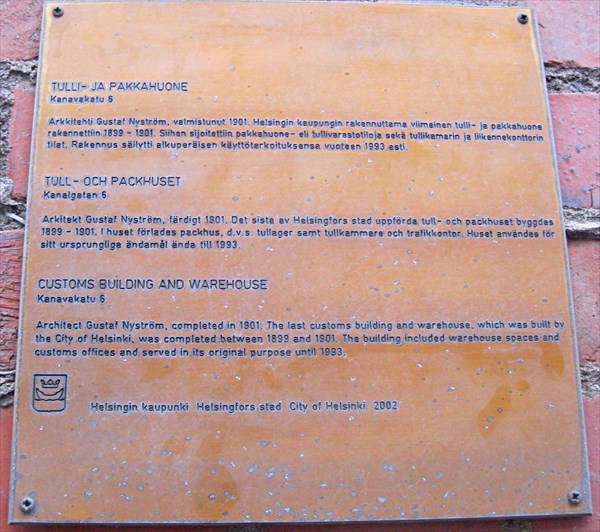 TULLI- JA PAKKAHUONE
Kanavakatu 6
Arkkitehti Gustaf Nyström, valmistunut 1901. Helsingin kaupungin rakennuttama viimeinen tulli- ja pakkahuone
rakennettiin 1899 - 1901. Siihen sijoitettiin pakkahuone- eli tullivarastotiloja sekä tullikamarin ja liikennekonttorin
tilat. Rakennus säilytti alkuperäisen käyttötarkoituksensa vuoteen 1993 asti.
TULL- OCH PACKHUSET
Kanalgatan 6
Arkitekt Gustaf Nyström, färdigt 1901. Det sista av Helsingfors stad uppförda tull- och packhuset byggdes
1899 - 1901. I huset förlades packhus, d.v.s. tullager samt tullkammare och trafikkontor. Huset användes för
sitt ursprungliga ändamål ända till 1993.
CUSTOMS BUILDING AND WAREHOUSE
Kanavakatu 6
Architect Gustaf Nyström, completed in 1901. The last customs building and warehouse, which was built by
the City of Helsinki, was completed between 1899 and 1901. The building included warehouse spaces and
customs offices and served in its original purpose until 1993.
Helsingin kaupunki Helsingfors stad City of Helsinki 2002